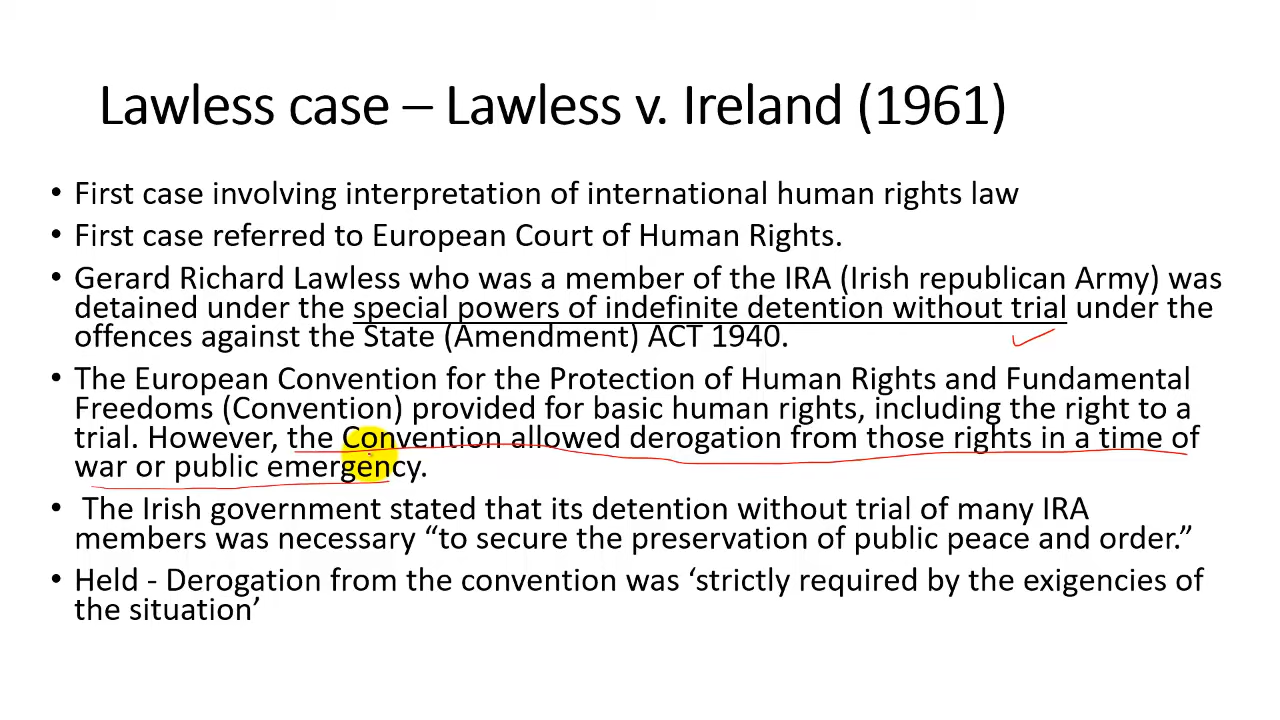 Lawless case – Lawless v. Ireland (1961)
• First case involving interpretation of international human rights law
• First case referred to European Court of Human Rights.
• Gerard Richard Lawless who was a member of the IRA (Irish republican Army) was
detained under the special powers of indefinite detention without trial under the
offences against the State (Amendment) ACT 1940.
• The European Convention for the Protection of Human Rights and Fundamental
Freedoms (Convention) provided for basic human rights, including the right to a
trial. However, the Convention allowed derogation from those rights in a time of
war or public emergency.
• The Irish government stated that its detention without trial of many IRA
members was necessary “to secure the preservation of public peace and order.”
• Held - Derogation from the convention was ‘strictly required by the exigencies of
the situation’